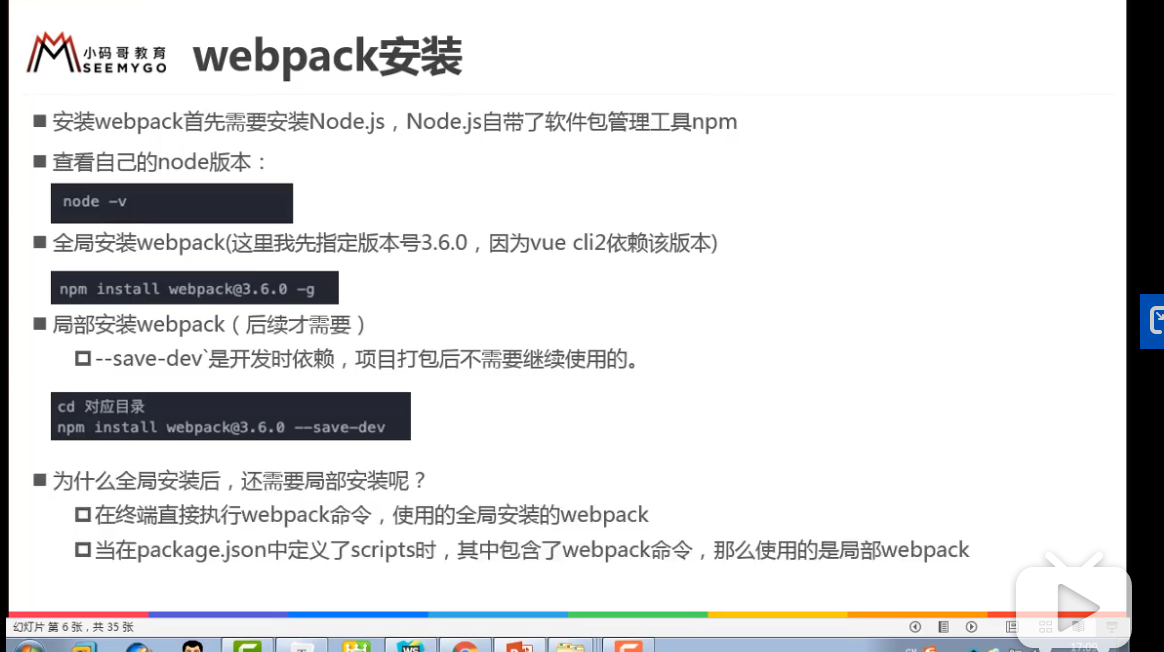 小码哥教育
SEEMYGO
webpack安装
安装webpack首先需要安装Node.js，Node.js自带了软件包管理工具npm
查看自己的node版本：
node -v
全局安装webpack(这里我先指定版本号3.6.0，因为vue cli2依赖该版本)
npm install webpack@3.6.0 -g
局部安装webpack（后续才需要）
--save-dev`是开发时依赖，项目打包后不需要继续使用的。
cd 对应目录
npm install webpack@3.6.0 --save-dev
为什么全局安装后，还需要局部安装呢？
在终端直接执行webpack命令，使用的全局安装的webpack
当在package.json中定义了scripts时，其中包含了webpack命令，那么使用的是局部webpack
幻灯片 第 6 张，共 35 张
WS